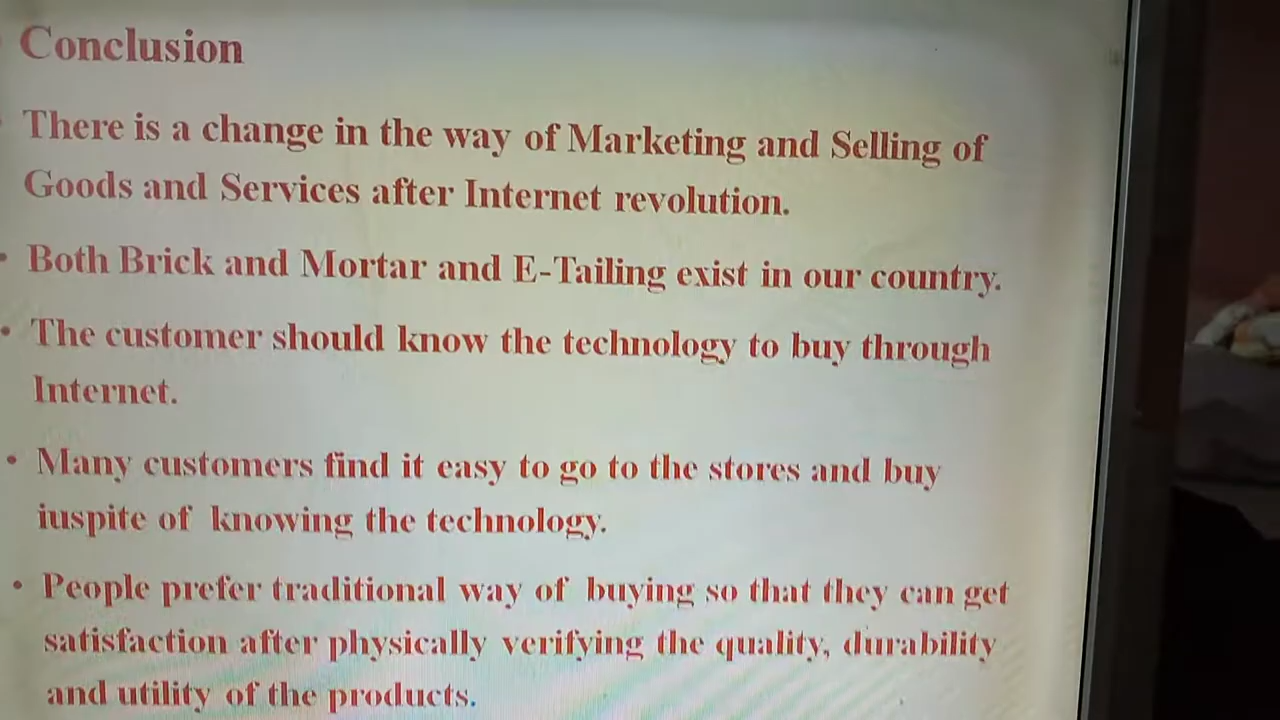 • Conclusion
• There is a change in the way of Marketing and Selling of
Goods and Services after Internet revolution.
• Both Brick and Mortar and E-Tailing exist in our country.
• The customer should know the technology to buy through
Internet.
• Many customers find it easy to go to the stores and buy
iuspite of knowing the technology.
• People prefer traditional way of buying so that they can get
satisfaction after physically verifying the quality, durability
and utility of the products.